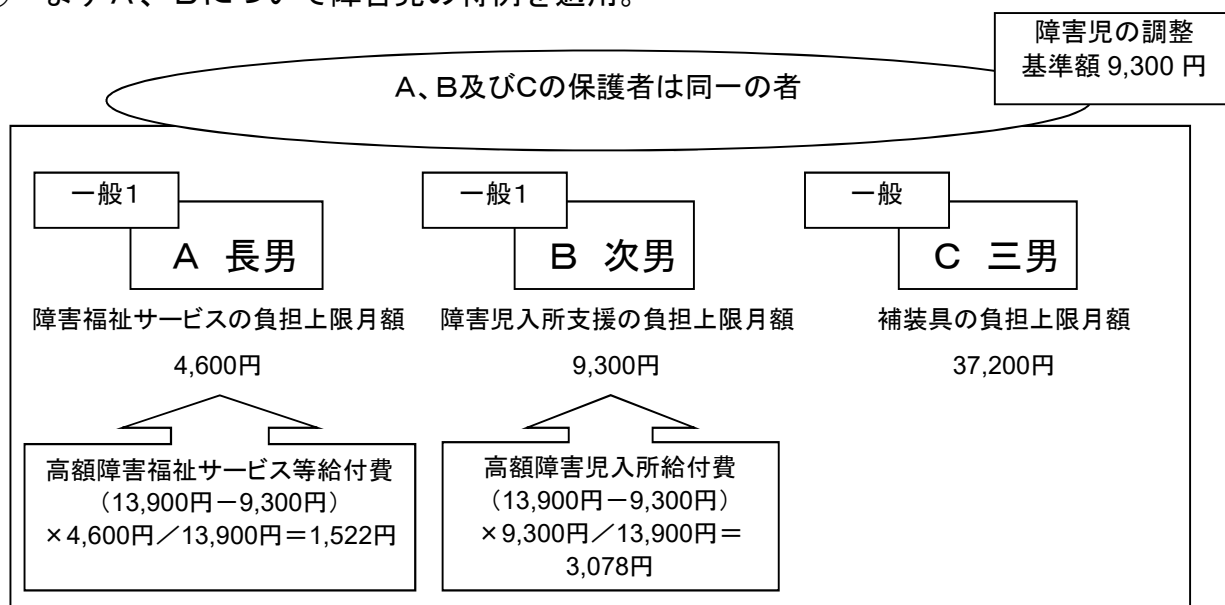 まずA、Bについて障害児の特例を適用。
障害児の調整
基準額 9,300 円
A、B及びCの保護者は同一の者
一般1
A 長男
障害福祉サービスの負担上限月額
4,600円
高額障害福祉サービス等給付費
（13,900円－9,300円）
×4,600円／13,900円＝1,522円
一般1
B 次男
障害児入所支援の負担上限月額
9,300円
高額障害児入所給付費
（13,900円－9,300円）
×9,300円／13,900円＝
3,078円
一般
C 三男
補装具の負担上限月額
37,200円